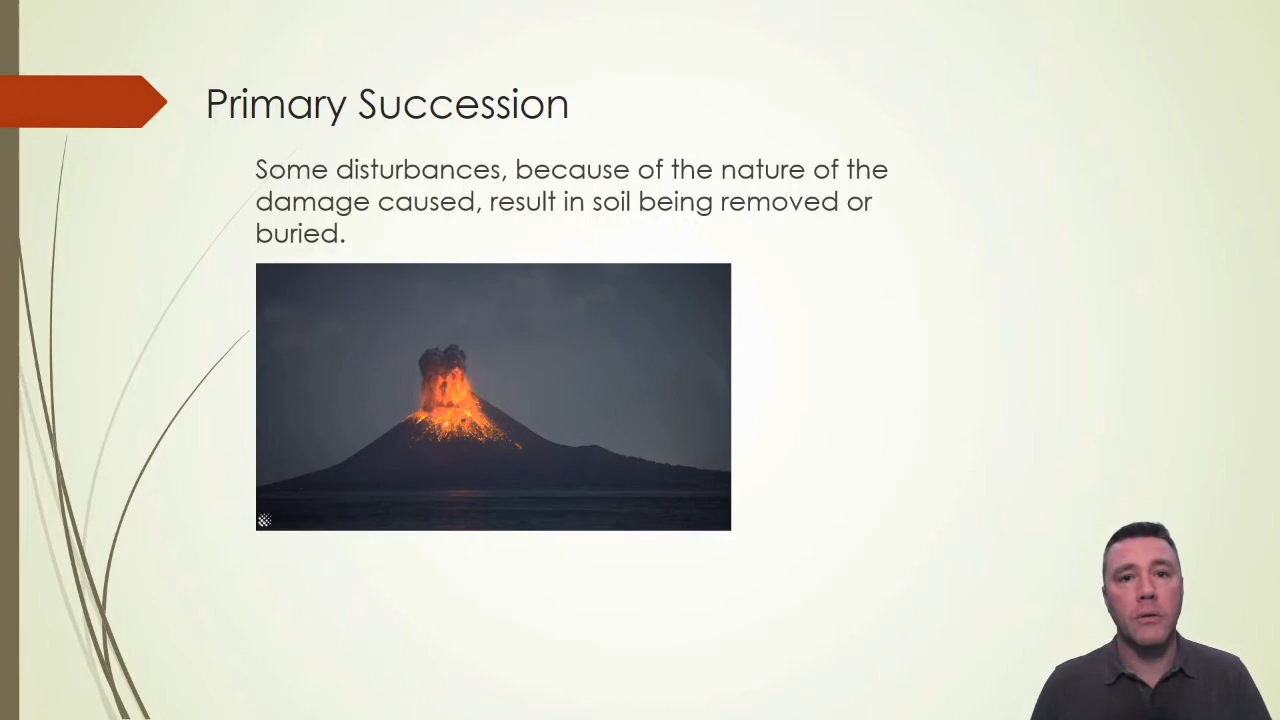 Primary Succession
Some disturbances, because of the nature of the
damage caused, result in soil being removed or
buried.